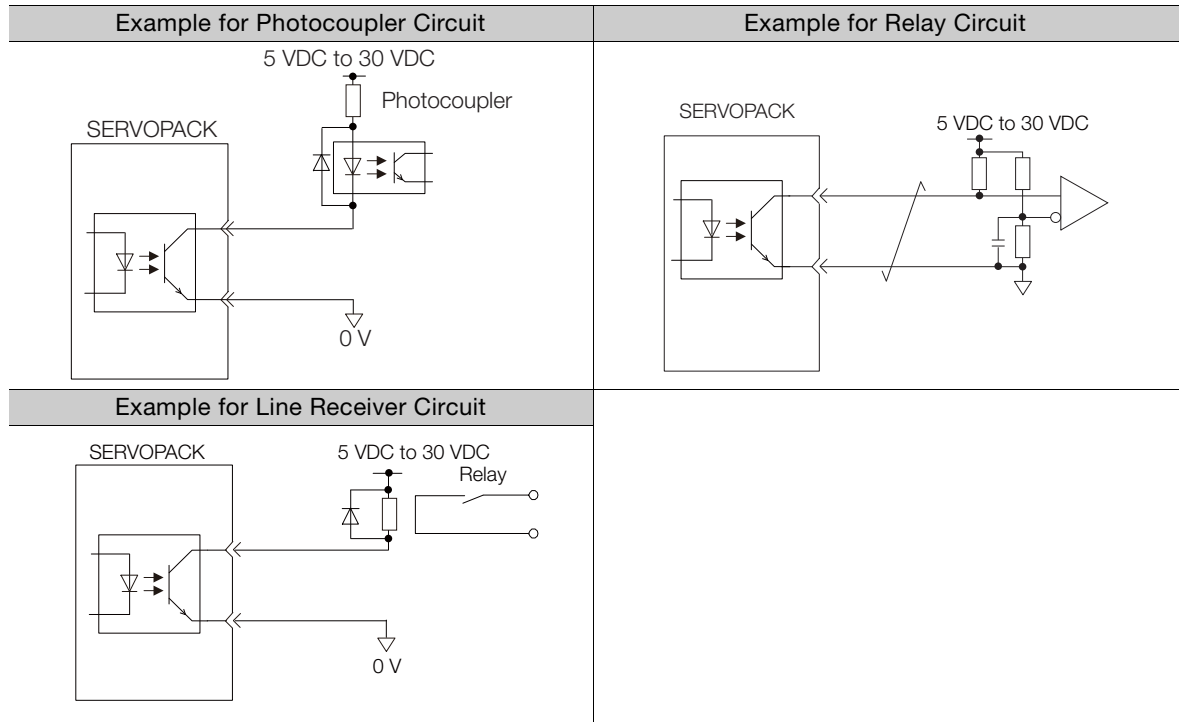 Example for Photocoupler Circuit
5 VDC to 30 VDC
Photocoupler
SERVOPACK
0 V
Example for Relay Circuit
SERVOPACK
5 VDC to 30 VDC
Example for Line Receiver Circuit
SERVOPACK
5 VDC to 30 VDC
Relay
0 V